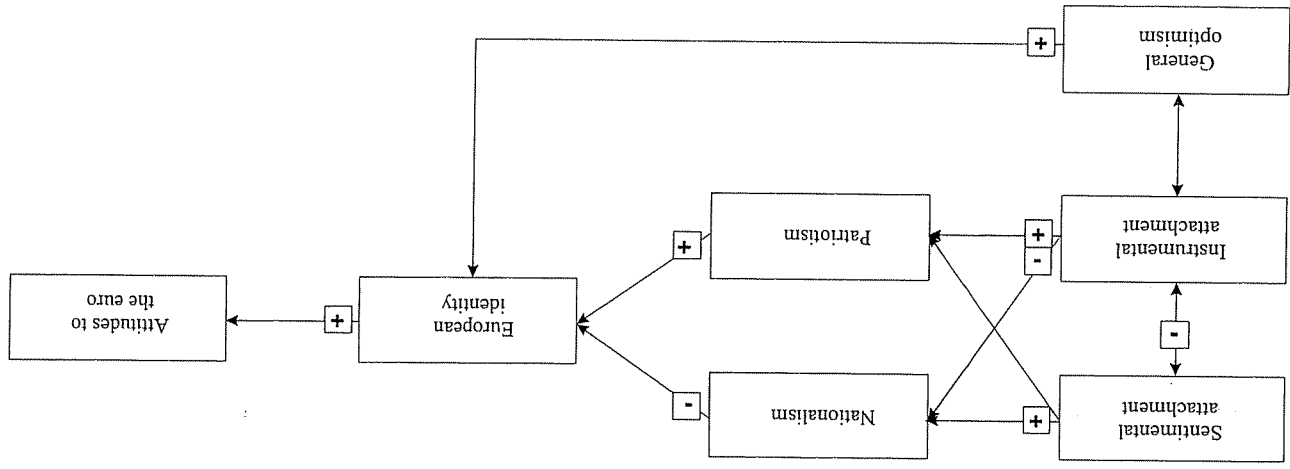 Sentimental
attachment
+
Nationalism
-
-
Instrumental
attachment
-
+
Patriotism
+
European
identity
+
Attitudes to
the euro
General
optimism
+